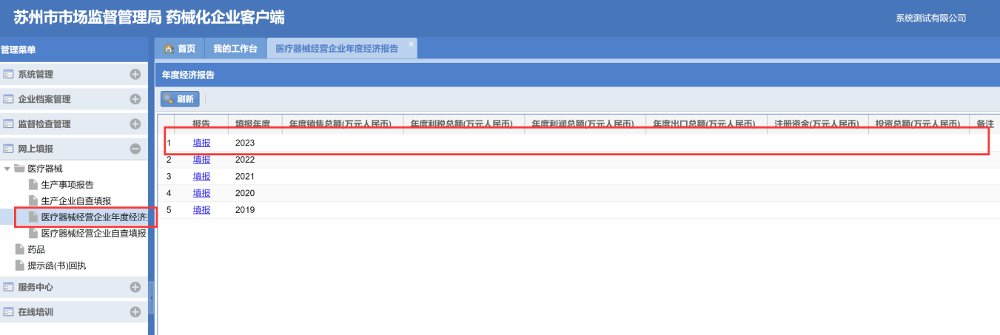 苏州市市场监督管理局 药械化企业客户端
系统测试有限公司
管理菜单
首页
我的工作台
医疗器械经营企业年度经济报告
系统管理
企业档案管理
监督检查管理
网上填报
医疗器械
生产事项报告
生产企业自查填报
医疗器械经营企业年度经济
医疗器械经营企业自查填报
药品
提示函(书)回执
服务中心
在线培训
年度经济报告
刷新
报告 填报年度 年度销售总额(万元人民币) 年度利税总额(万元人民币) 年度利润总额(万元人民币) 年度出口总额(万元人民币) 注册资金(万元人民币) 投资总额(万元人民币) 备注
1 填报 2023
2 填报 2022
3 填报 2021
4 填报 2020
5 填报 2019